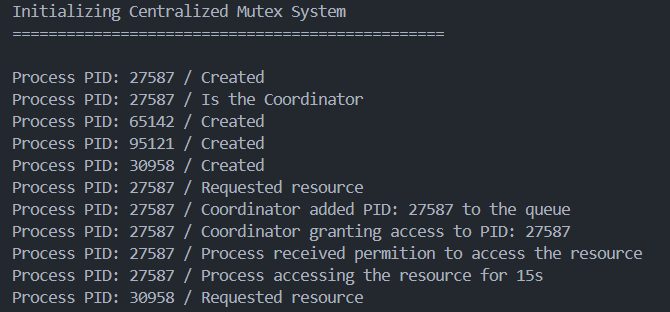 Initializing Centralized Mutex System
================================================
Process PID: 27587 / Created
Process PID: 27587 / Is the Coordinator
Process PID: 65142 / Created
Process PID: 95121 / Created
Process PID: 30958 / Created
Process PID: 27587 / Requested resource
Process PID: 27587 / Coordinator added PID: 27587 to the queue
Process PID: 27587 / Coordinator granting access to PID: 27587
Process PID: 27587 / Process received permition to access the resource
Process PID: 27587 / Process accessing the resource for 15s
Process PID: 30958 / Requested resource